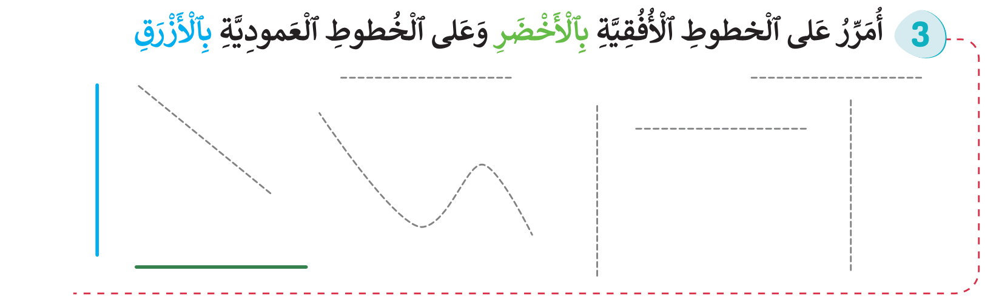 3 أُمَرِّرُ عَلى ٱلْخطوطِ ٱلْأُفُقِيَّةِ بِٱلْأَخْضَرِ وَعَلى ٱلْخُطوطِ ٱلْعَمودِيَّةِ بِٱلْأَزْرَقِ